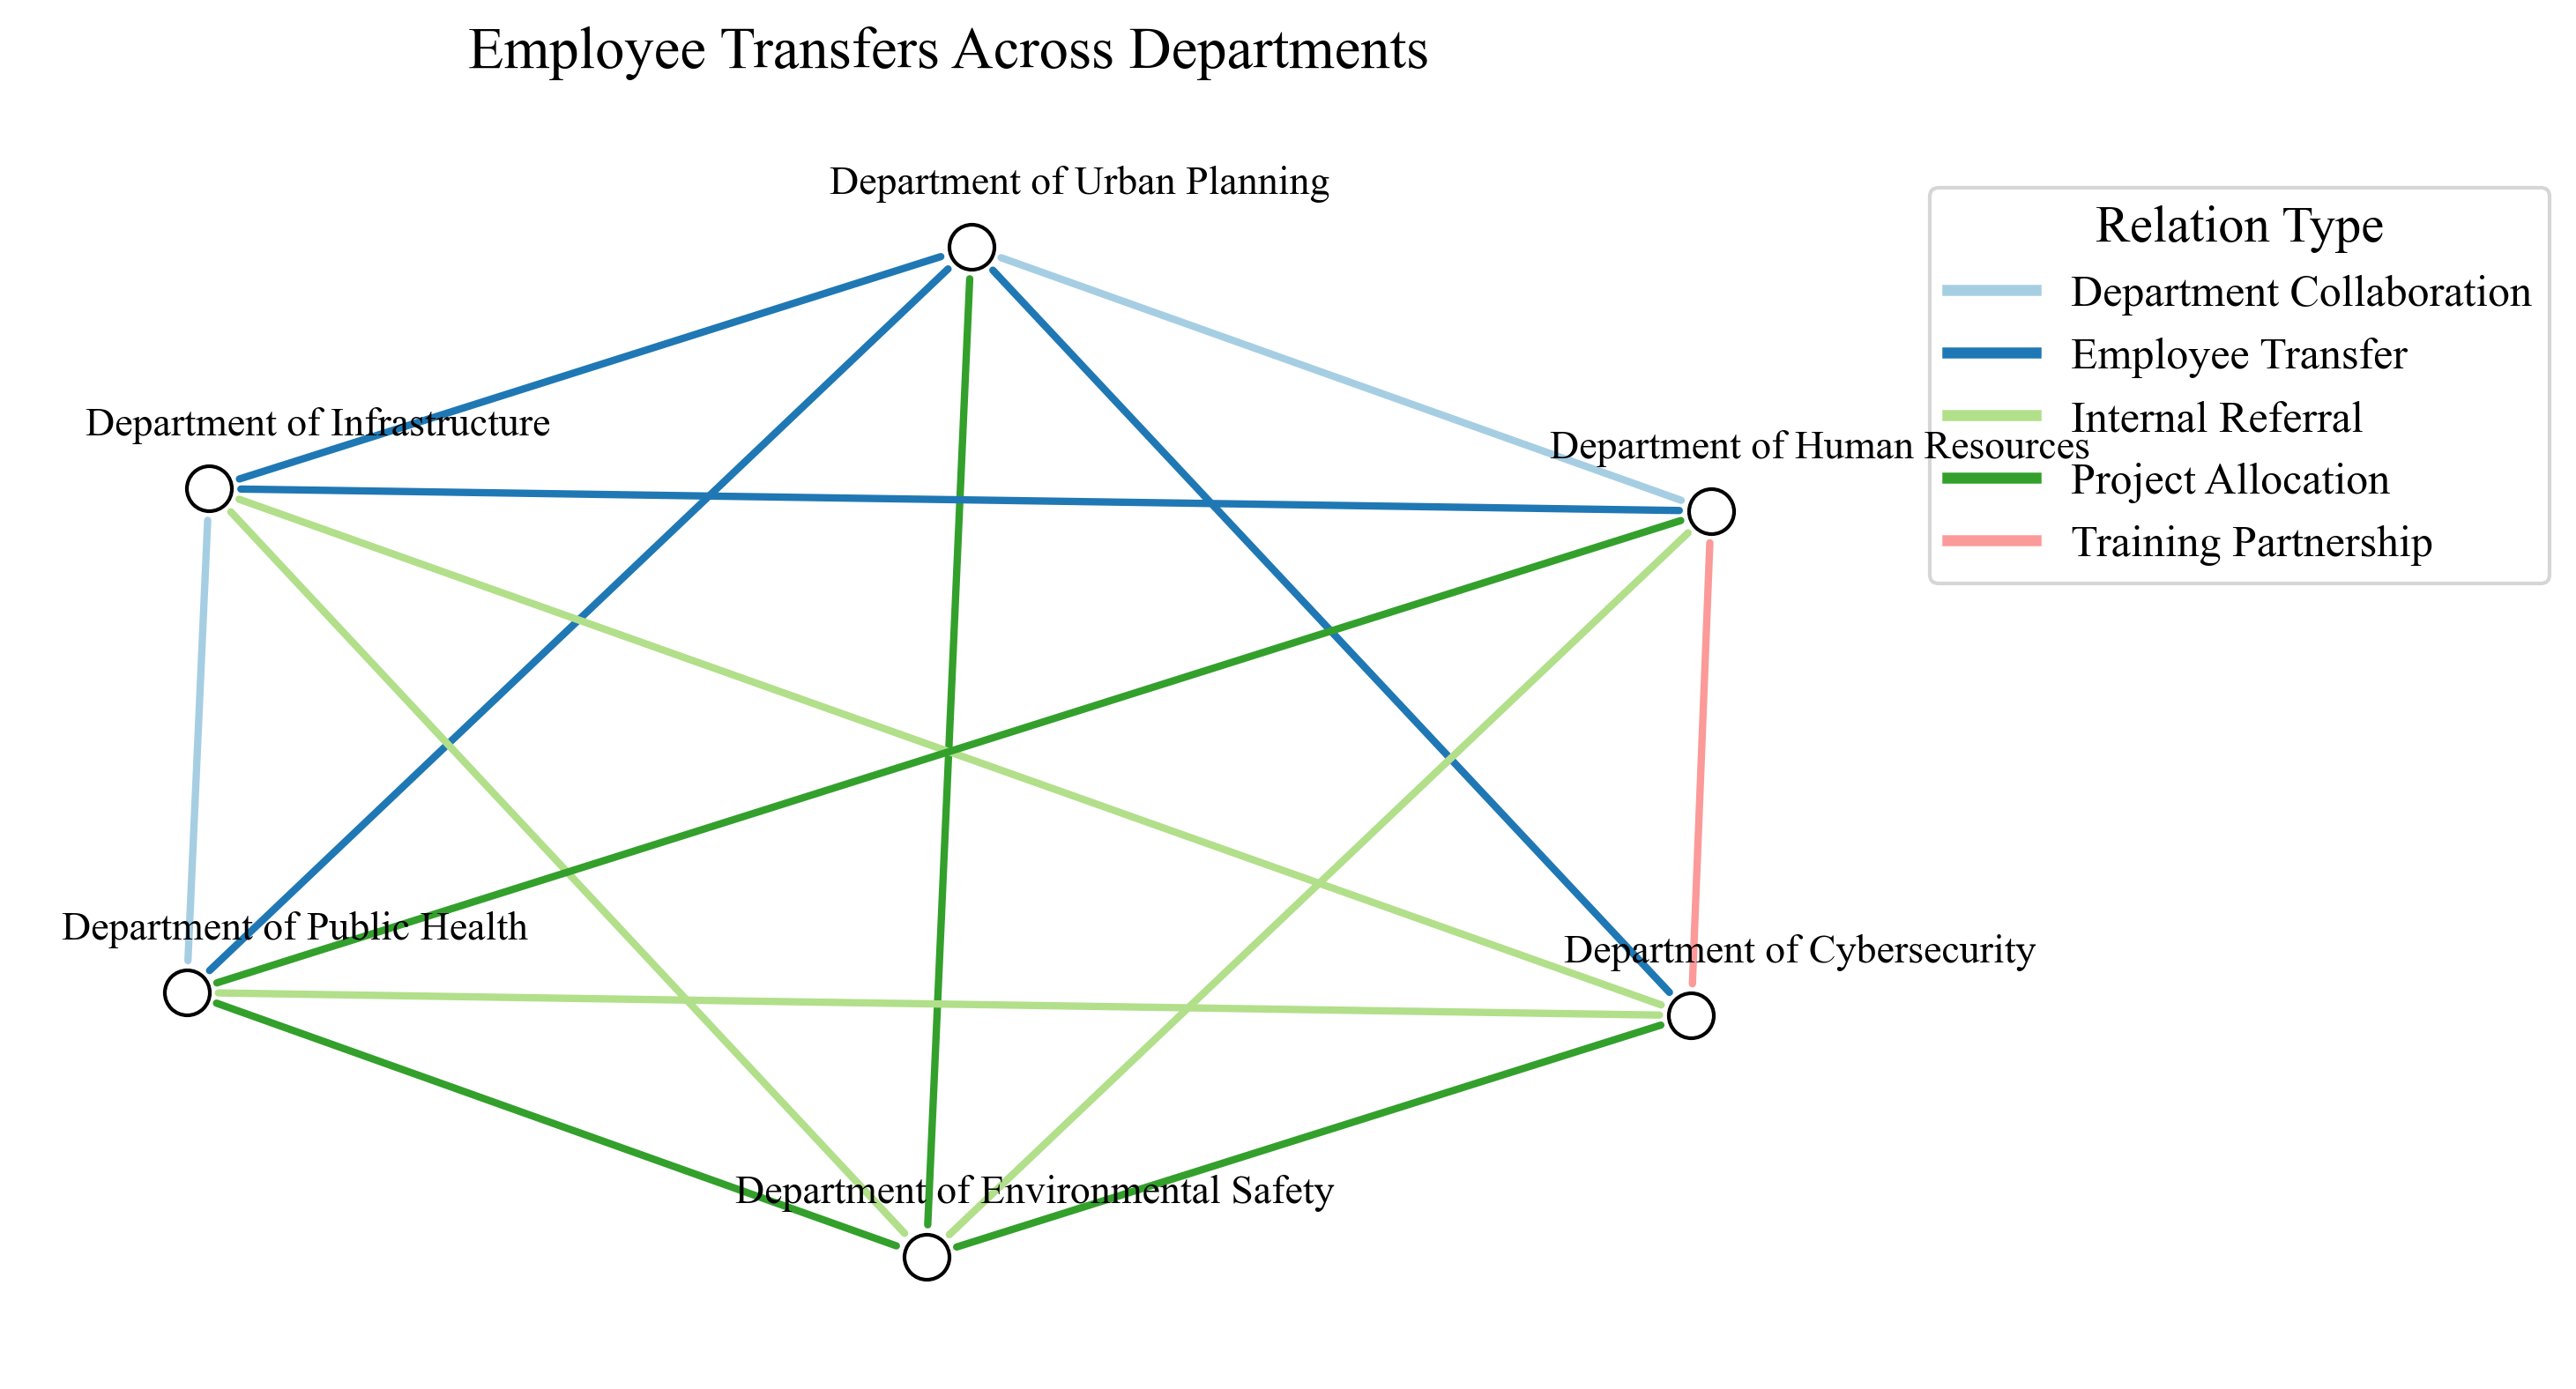 Employee Transfers Across Departments
Department of Urban Planning
Relation Type
Department Collaboration
Employee Transfer
Internal Referral
Project Allocation
Training Partnership
Department of Infrastructure
Department of Human Resources
Department of Public Health
Department of Cybersecurity
Department of Environmental Safety